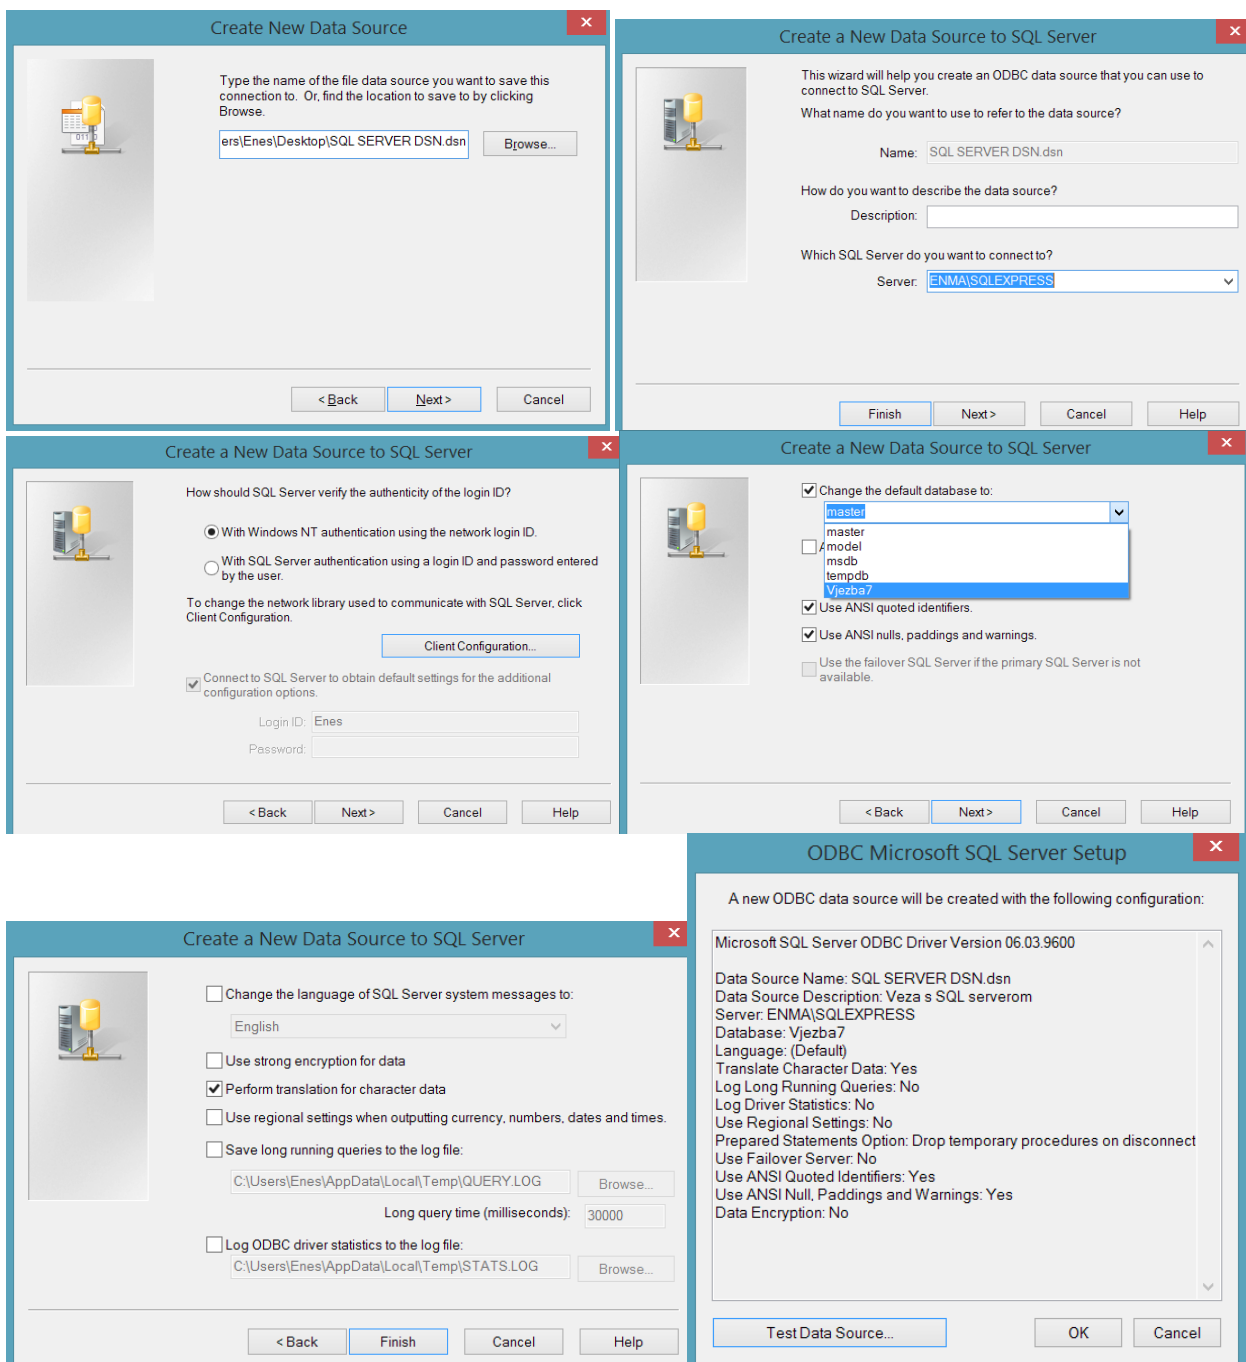 Create New Data Source
Type the name of the file data source you want to save this
connection to. Or, find the location to save to by clicking
Browse.
ers\Enes\Desktop\SQL SERVER DSN.dsn
Browse...
< Back
Next >
Cancel
Create a New Data Source to SQL Server
This wizard will help you create an ODBC data source that you can use to
connect to SQL Server.
What name do you want to use to refer to the data source?
Name: SQL SERVER DSN.dsn
How do you want to describe the data source?
Description:
Which SQL Server do you want to connect to?
Server: ENMA\SQLEXPRESS
Finish
Next >
Cancel
Help
Create a New Data Source to SQL Server
How should SQL Server verify the authenticity of the login ID?
With Windows NT authentication using the network login ID.
With SQL Server authentication using a login ID and password entered
by the user.
To change the network library used to communicate with SQL Server, click
Client Configuration.
Client Configuration...
Connect to SQL Server to obtain default settings for the additional
configuration options.
Login ID: Enes
Password:
< Back
Next >
Cancel
Help
Create a New Data Source to SQL Server
Change the default database to:
master
master
model
msdb
tempdb
Vjezba7
Use ANSI quoted identifiers.
Use ANSI nulls, paddings and warnings.
Use the failover SQL Server if the primary SQL Server is not
available.
< Back
Next >
Cancel
Help
Create a New Data Source to SQL Server
Change the language of SQL Server system messages to:
English
Use strong encryption for data
Perform translation for character data
Use regional settings when outputting currency, numbers, dates and times.
Save long running queries to the log file:
C:\Users\Enes\AppData\Local\Temp\QUERY.LOG
Browse...
Long query time (milliseconds): 30000
Log ODBC driver statistics to the log file:
C:\Users\Enes\AppData\Local\Temp\STATS.LOG
Browse...
< Back
Finish
Cancel
Help
ODBC Microsoft SQL Server Setup
A new ODBC data source will be created with the following configuration:
Microsoft SQL Server ODBC Driver Version 06.03.9600
Data Source Name: SQL SERVER DSN.dsn
Data Source Description: Veza s SQL serverom
Server: ENMA\SQLEXPRESS
Database: Vjezba7
Language: (Default)
Translate Character Data: Yes
Log Long Running Queries: No
Log Driver Statistics: No
Use Regional Settings: No
Prepared Statements Option: Drop temporary procedures on disconnect
Use Failover Server: No
Use ANSI Quoted Identifiers: Yes
Use ANSI Null, Paddings and Warnings: Yes
Data Encryption: No
Test Data Source...
OK
Cancel